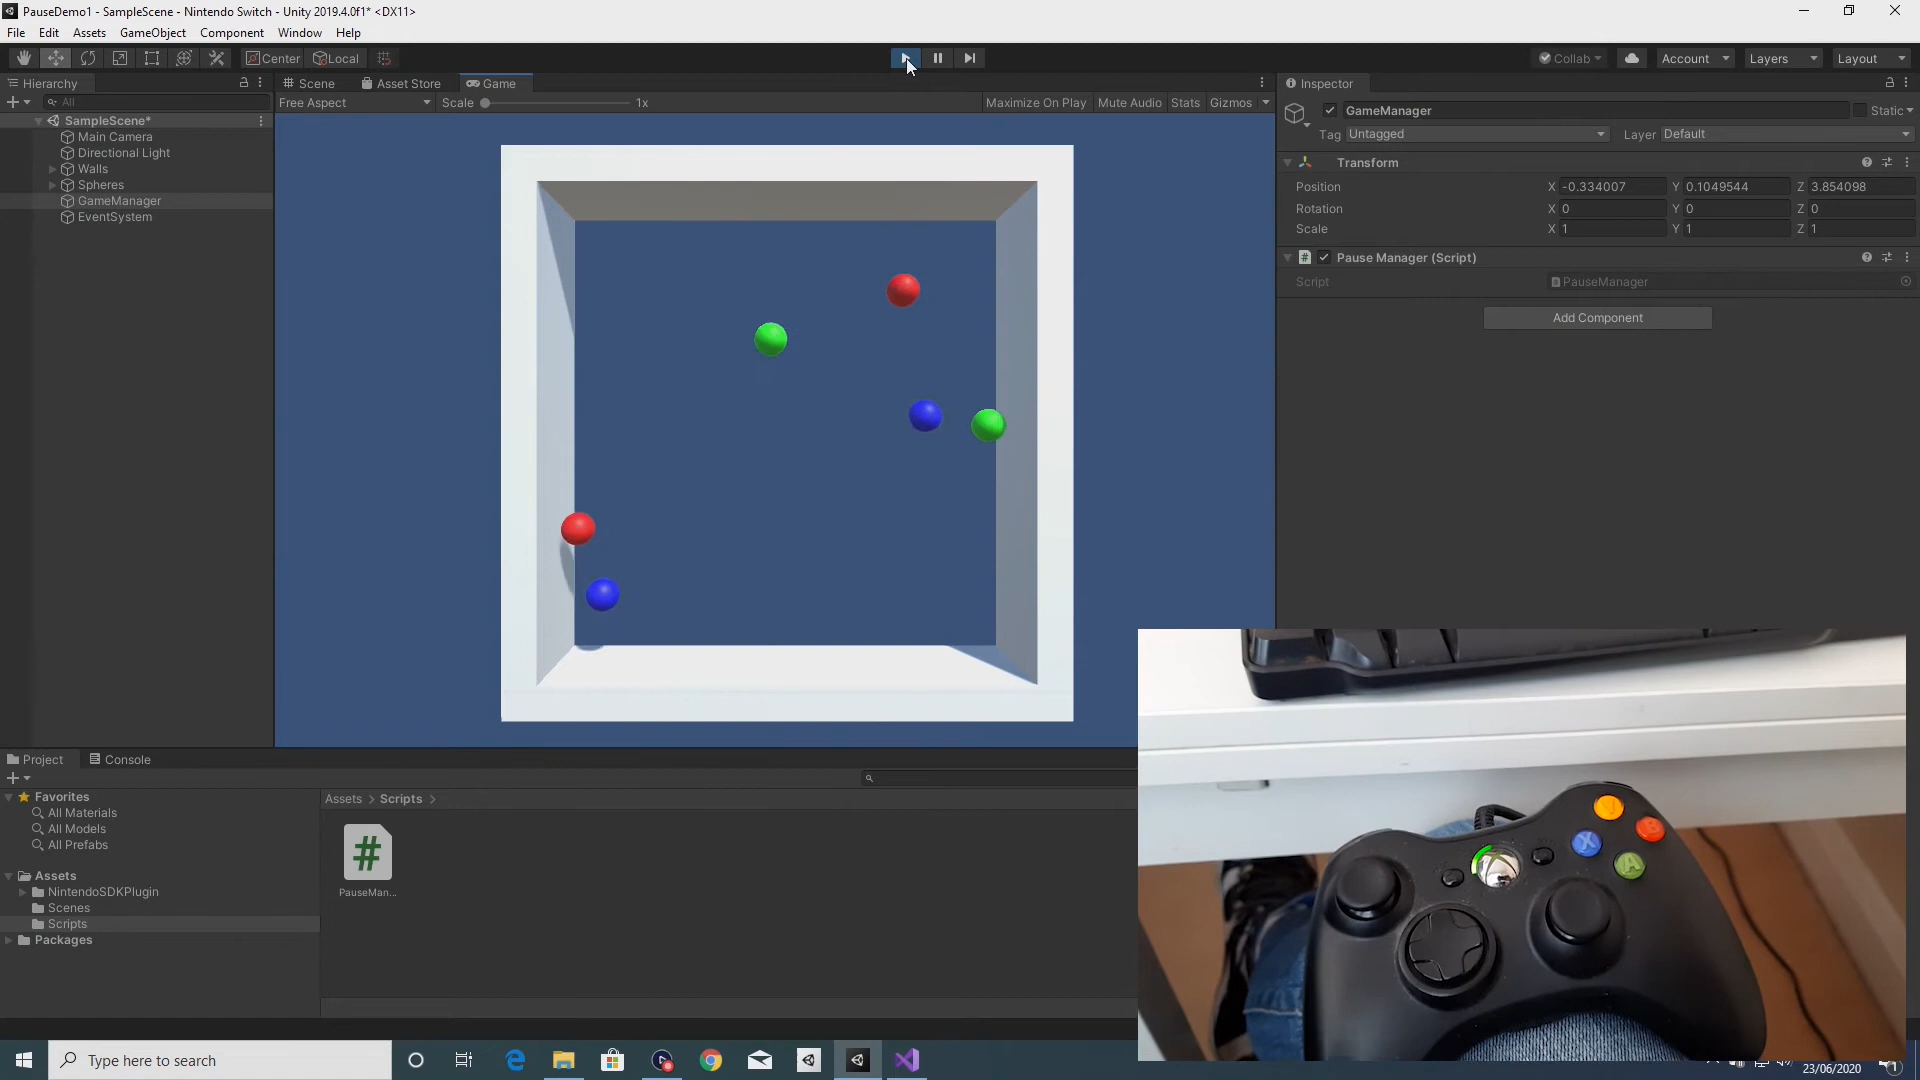 PauseDemo1 - SampleScene - Nintendo Switch - Unity 2019.4.0f1* <DX11>
File Edit Assets GameObject Component Window Help
Center Local Collab Account Layers Layout
Hierarchy Scene Asset Store Game Inspector
All Free Aspect Scale 1x Maximize On Play Mute Audio Stats Gizmos
GameManager Static
SampleScene*
Main Camera
Directional Light
Walls
Spheres
GameManager
EventSystem
Tag Untagged Layer Default
Transform
Position X -0.334007 Y 0.1049544 Z 3.854098
Rotation X 0 Y 0 Z 0
Scale X 1 Y 1 Z 1
# Pause Manager (Script)
Script PauseManager
Add Component
Project Console
Favorites
All Materials
All Models
All Prefabs
Assets
NintendoSDKPlugin
Scenes
Scripts
Packages
Assets > Scripts >
#
PauseMan...
Y
B
X
A
Type here to search
23/06/2020
1